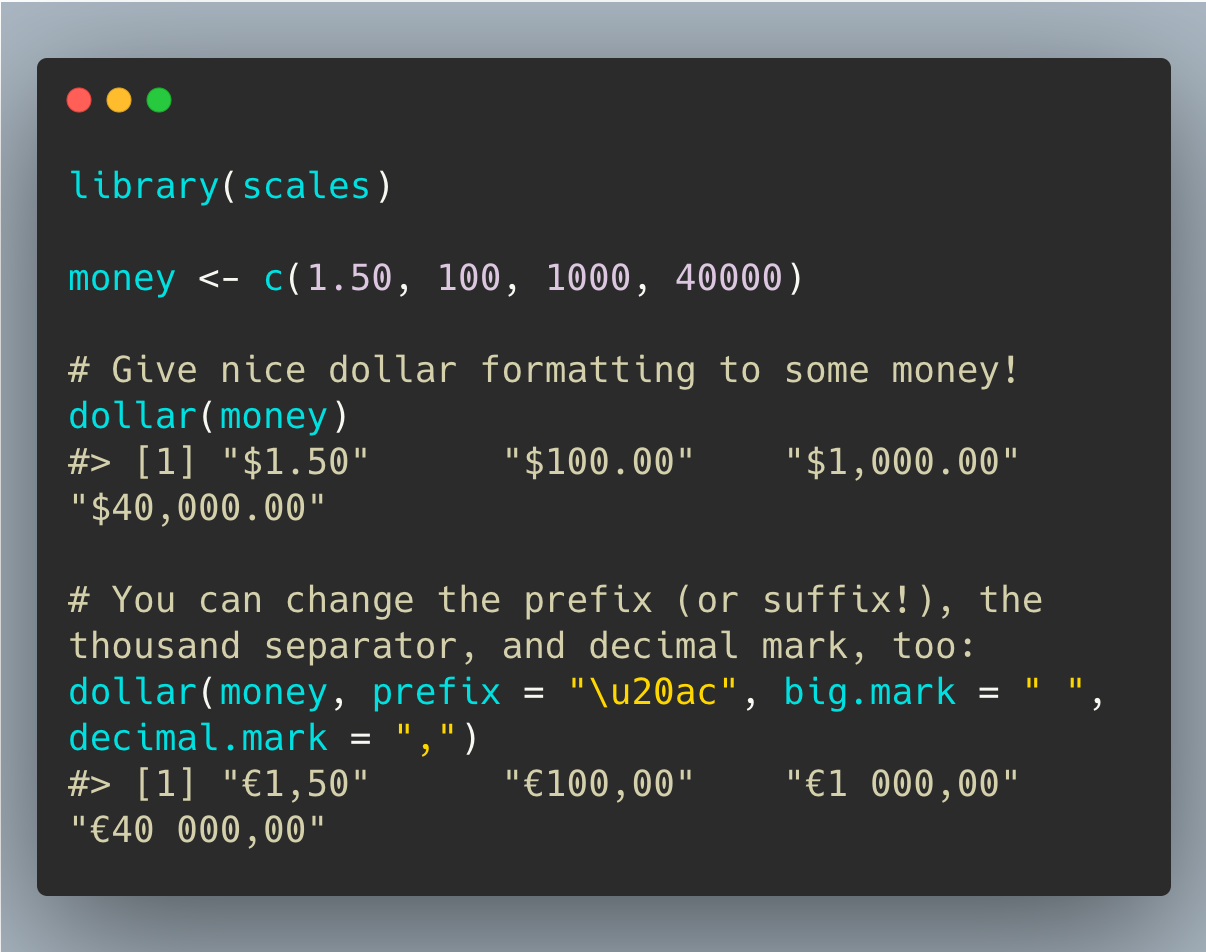 library(scales)
money <- c(1.50, 100, 1000, 40000)
# Give nice dollar formatting to some money!
dollar(money)
#> [1] "$1.50"      "$100.00"    "$1,000.00"
"$40,000.00"
# You can change the prefix (or suffix!), the
thousand separator, and decimal mark, too:
dollar(money, prefix = "\u20ac", big.mark = " ",
decimal.mark = ",")
#> [1] "€1,50"      "€100,00"    "€1 000,00"
"€40 000,00"